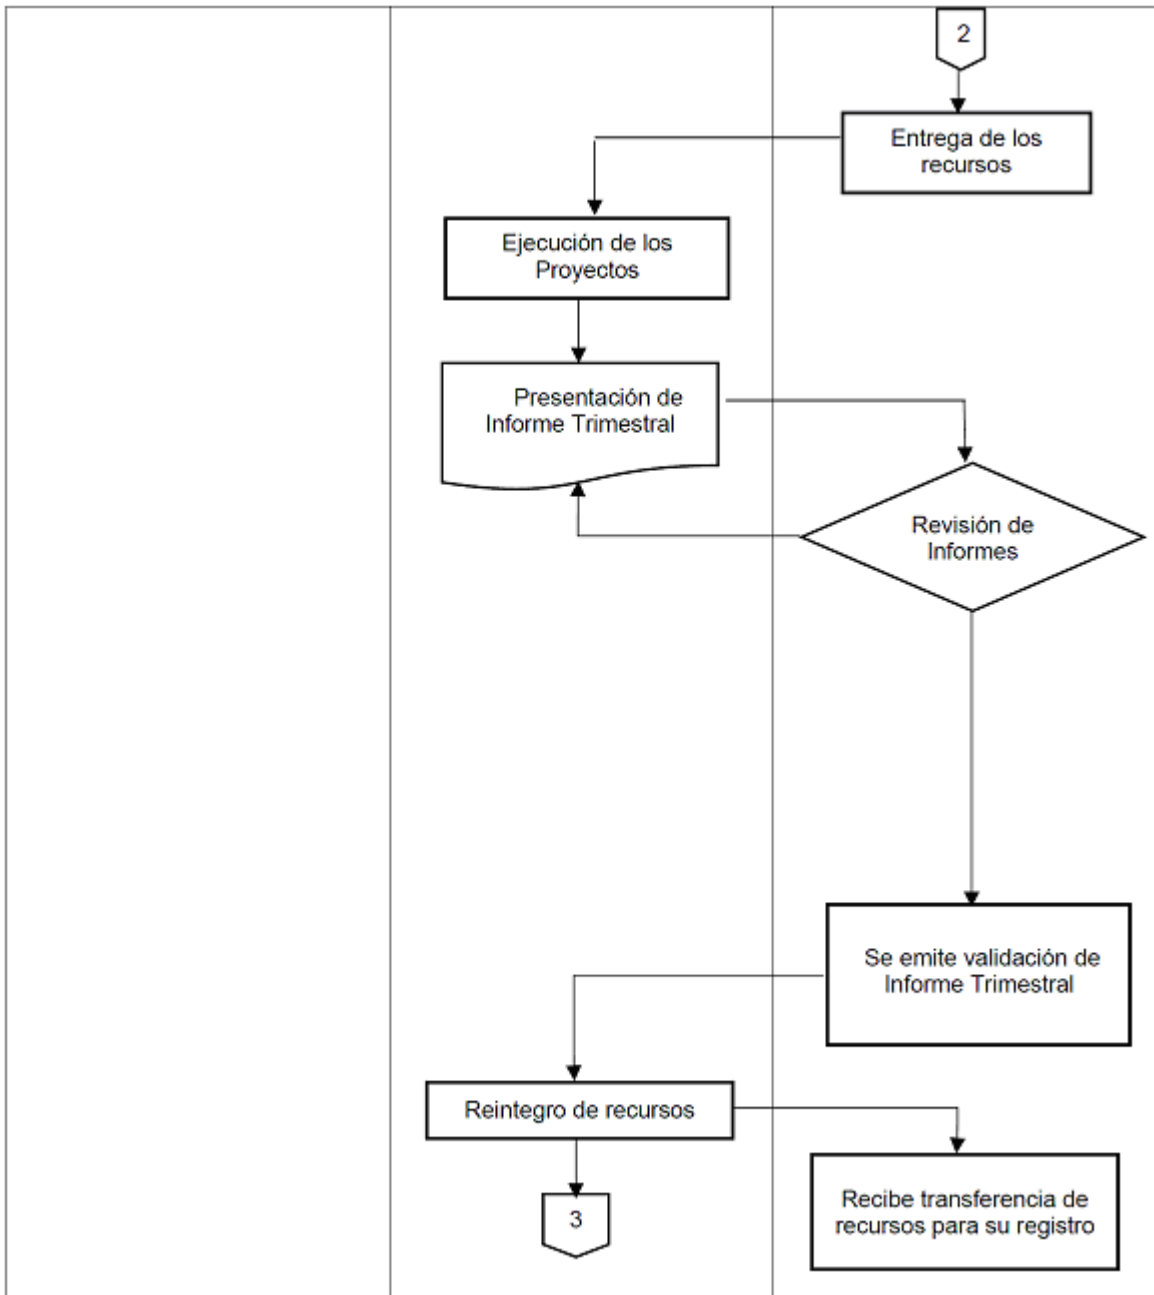 2
Entrega de los
recursos
Ejecución de los
Proyectos
Presentación de
Informe Trimestral
Revisión de
Informes
Se emite validación de
Informe Trimestral
Reintegro de recursos
Recibe transferencia de
recursos para su registro
3